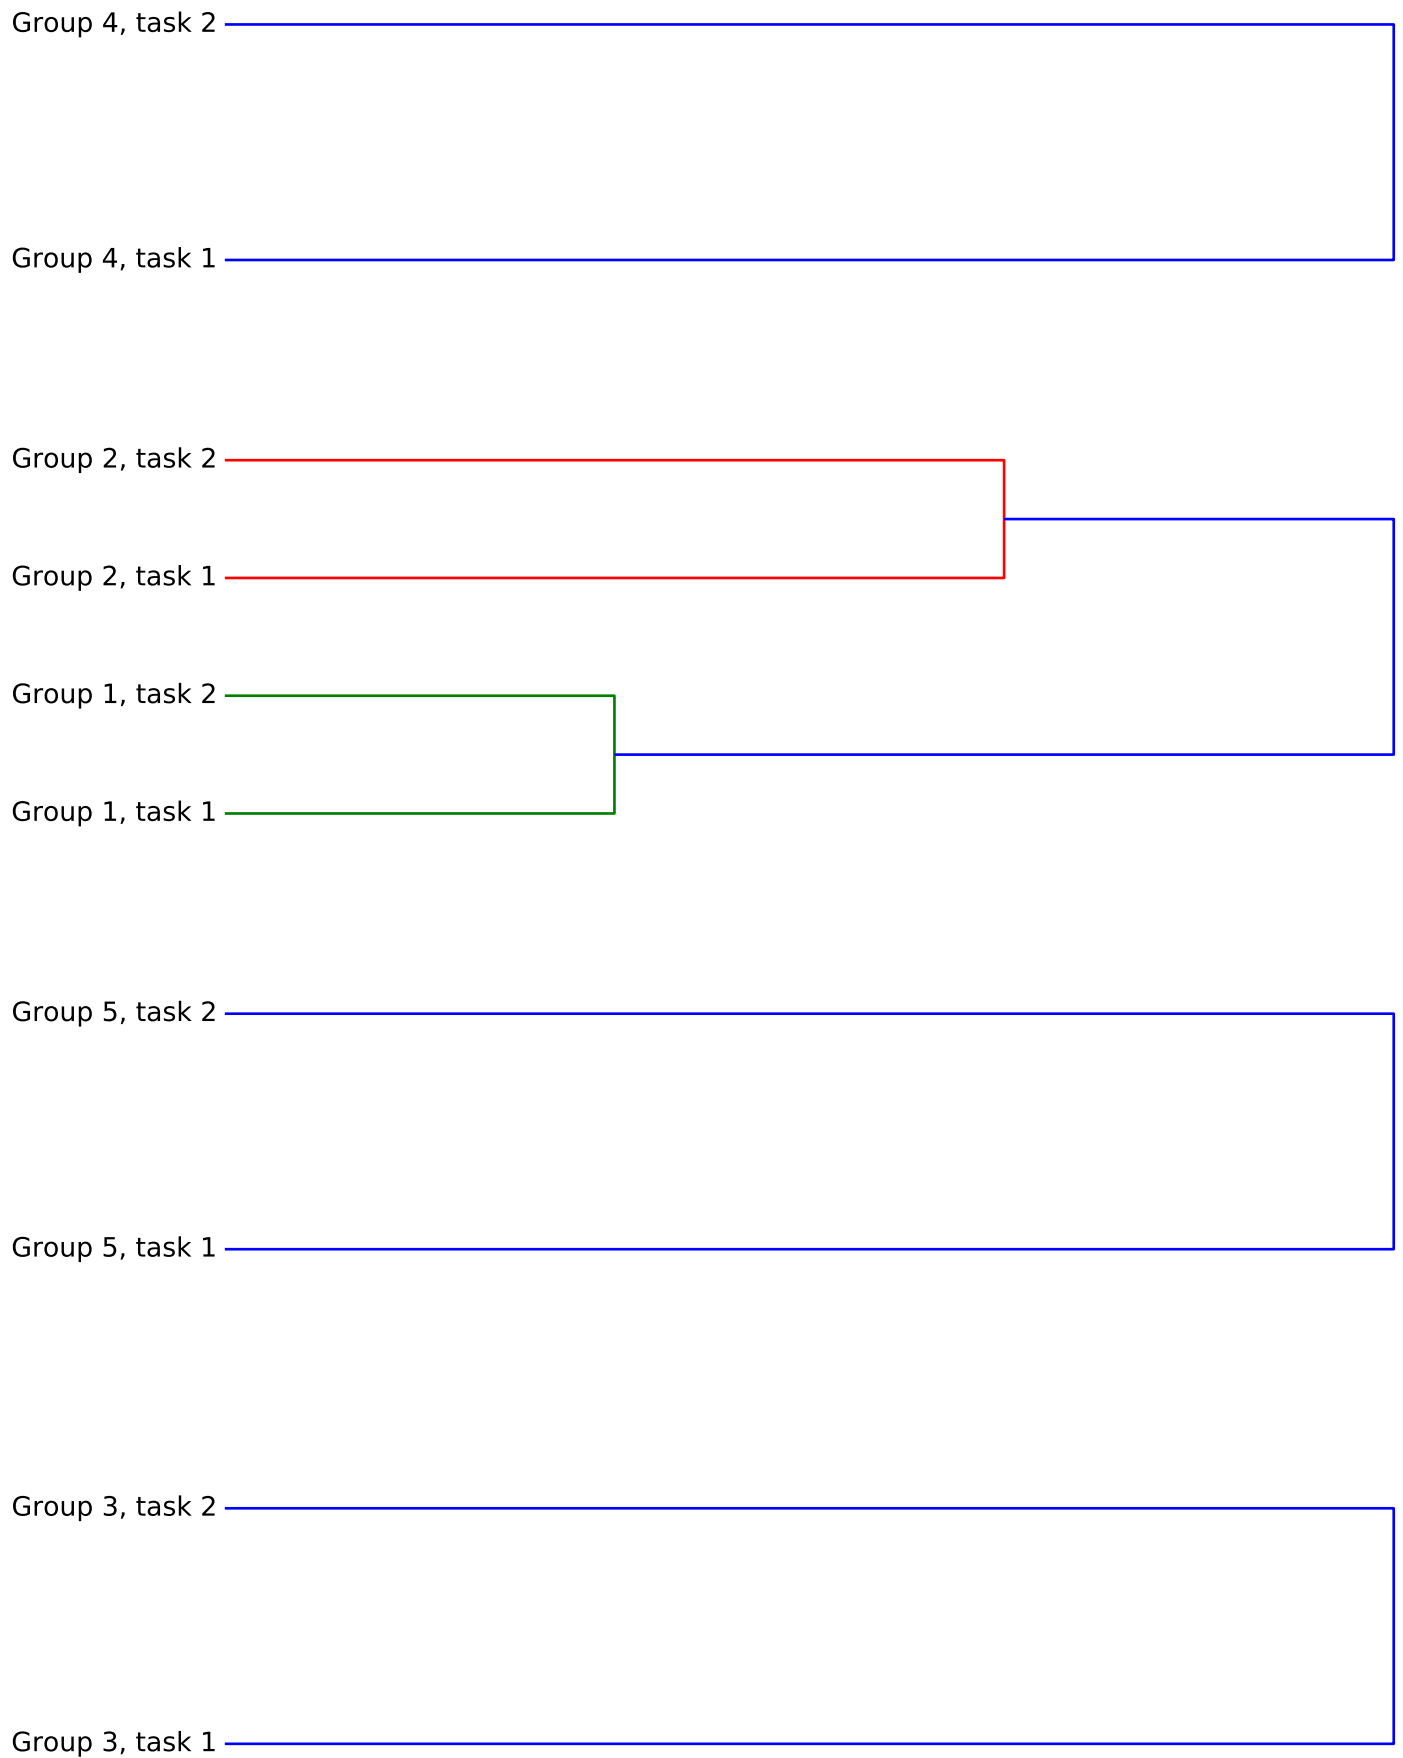 Group 4, task 2
Group 4, task 1
Group 2, task 2
Group 2, task 1
Group 1, task 2
Group 1, task 1
Group 5, task 2
Group 5, task 1
Group 3, task 2
Group 3, task 1